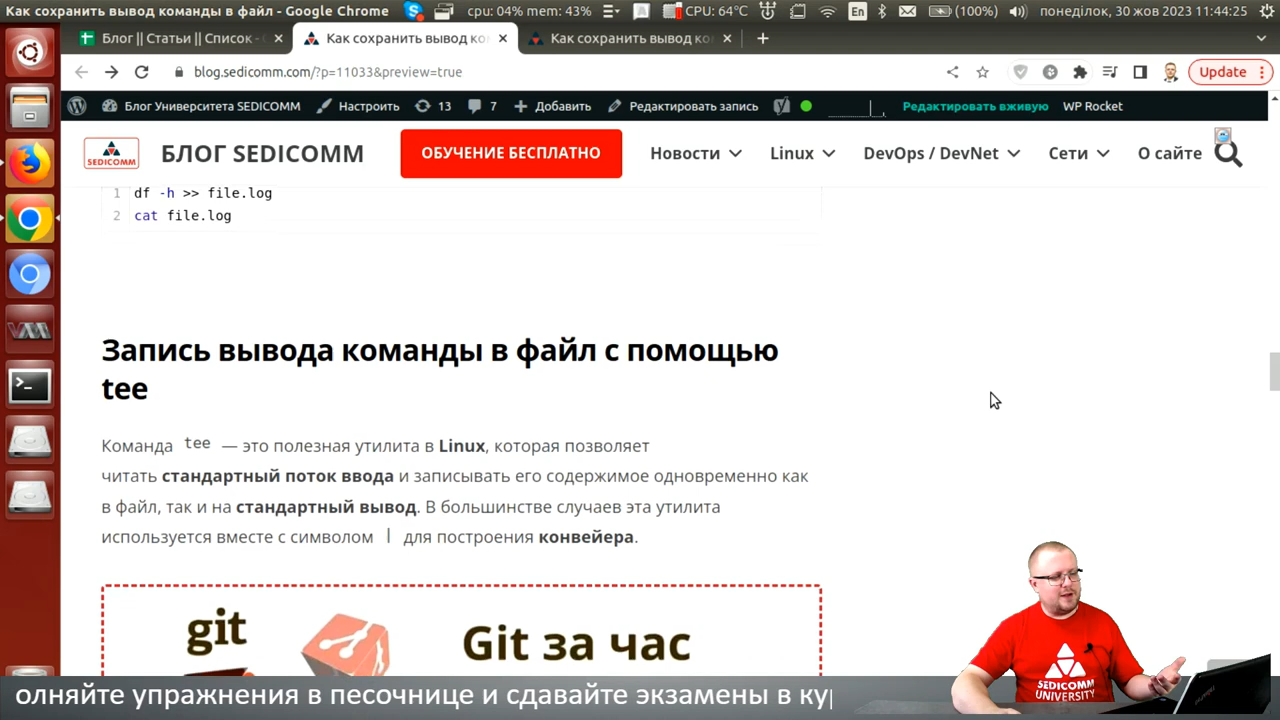 Как сохранить вывод команды в файл - Google Chrome
cpu: 04% mem: 43%
CPU: 64°C
En
(100%)
понеділок, 30 жов 2023 11:44:25
Блог || Статьи || Список -
Как сохранить вывод ко
Как сохранить вывод ко
blog.sedicomm.com/?p=11033&preview=true
Update
Блог Университета SEDICOMM
Настроить
13
7
Добавить
Редактировать запись
Редактировать вживую
WP Rocket
SEDICOMM
БЛОГ SEDICOMM
ОБУЧЕНИЕ БЕСПЛАТНО
Новости
Linux
DevOps / DevNet
Сети
О сайте
1 df -h >> file.log
2 cat file.log
Запись вывода команды в файл с помощью
tee
Команда tee — это полезная утилита в Linux, которая позволяет
читать стандартный поток ввода и записывать его содержимое одновременно как
в файл, так и на стандартный вывод. В большинстве случаев эта утилита
используется вместе с символом | для построения конвейера.
git
Git за час
SEDICOMM
UNIVERSITY
олняйте упражнения в песочнице и сдавайте экзамены в ку